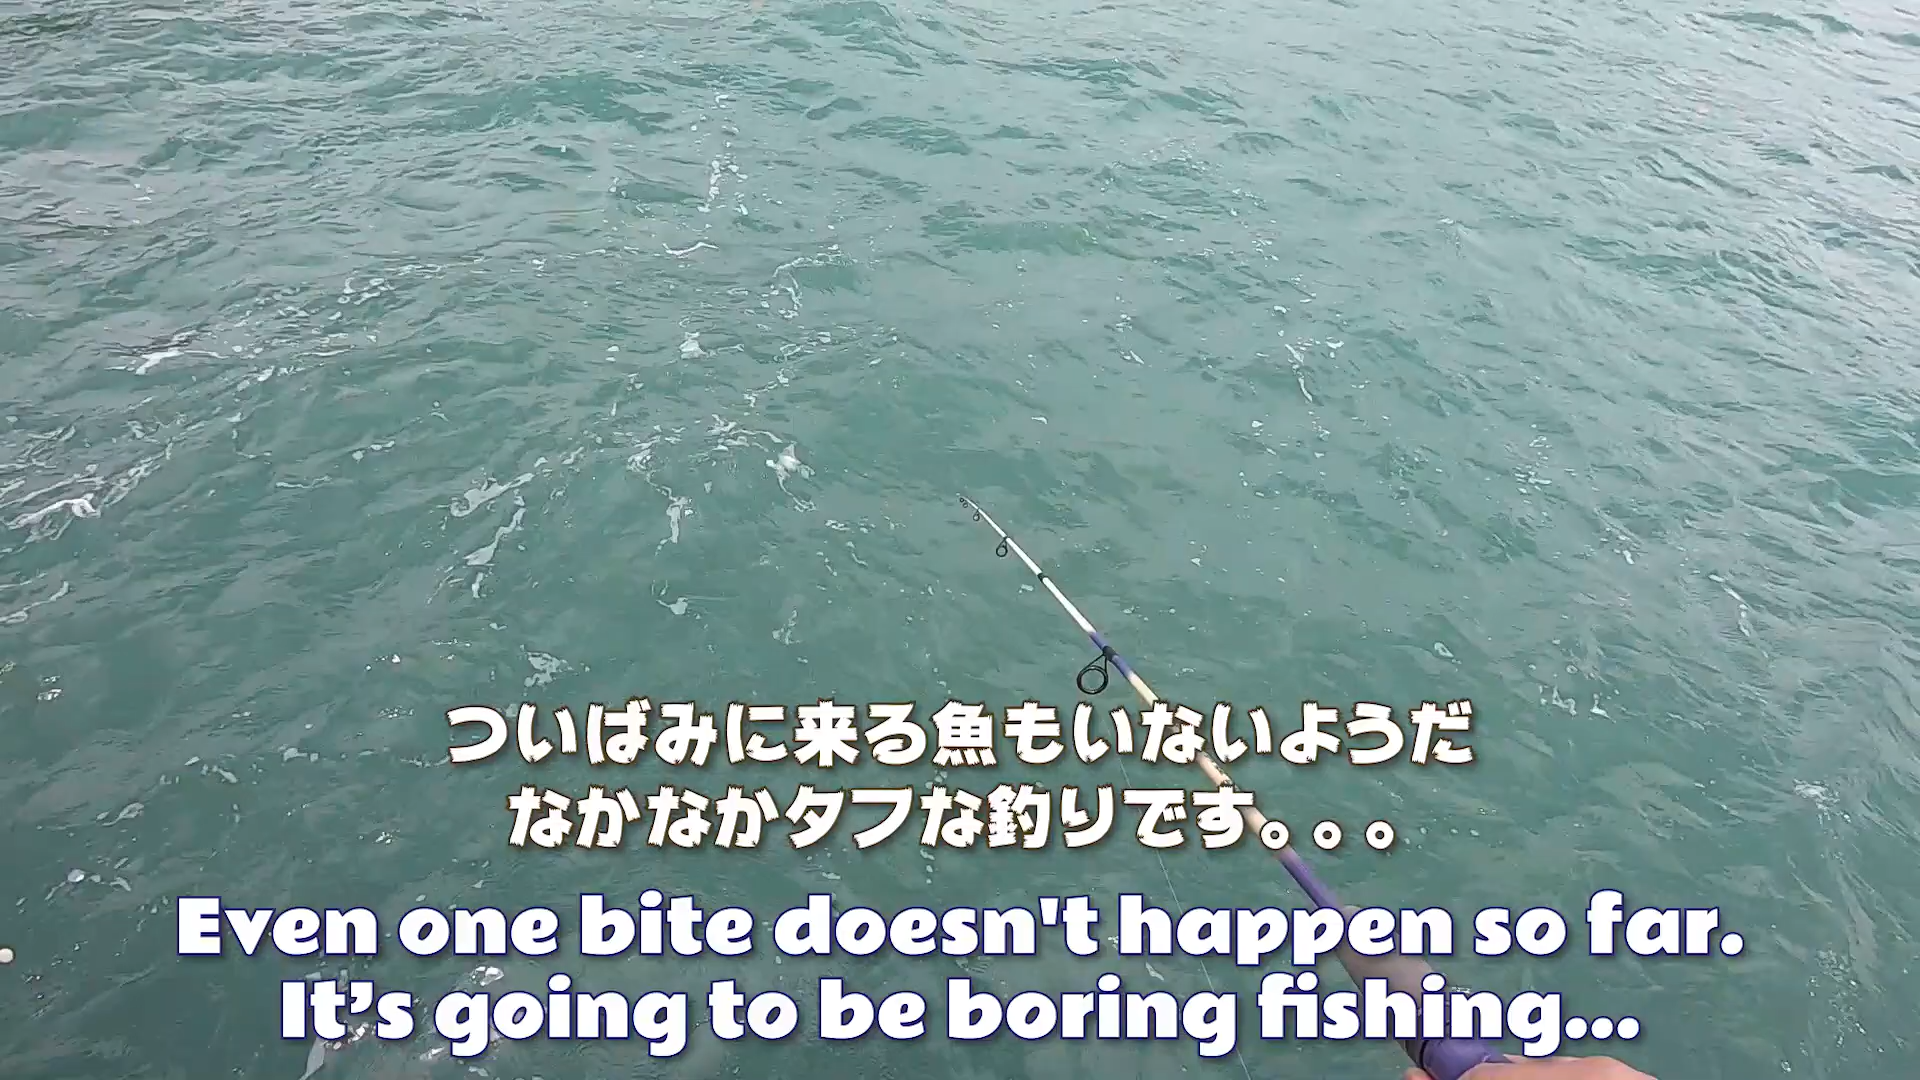 ついばみに来る魚もいないようだ
なかなかタフな釣りです。。。
Even one bite doesn't happen so far.
It’s going to be boring fishing...